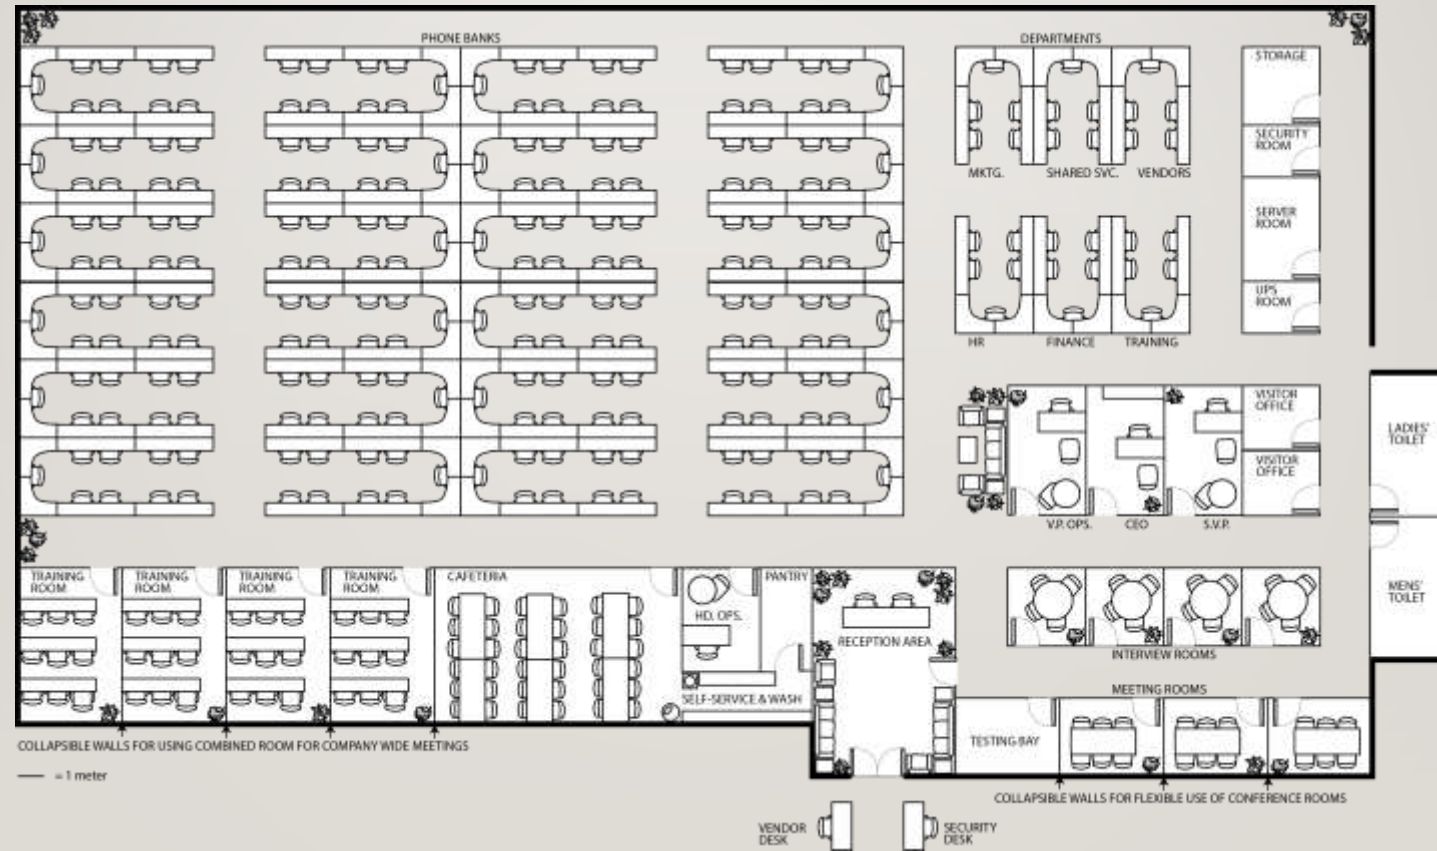 PHONE BANKS
DEPARTMENTS
STORAGE
SECURITY
ROOM
MKTG.
SHARED SVC.
VENDORS
SERVER
ROOM
UPS
ROOM
HR
FINANCE
TRAINING
VISITOR
OFFICE
LADIES'
TOILET
VISITOR
OFFICE
V.P. OPS.
CEO
S.V.P.
TRAINING
ROOM
TRAINING
ROOM
TRAINING
ROOM
TRAINING
ROOM
CAFETERIA
PANTRY
MENS'
TOILET
HD. OPS.
RECEPTION AREA
INTERVIEW ROOMS
MEETING ROOMS
SELF-SERVICE & WASH
TESTING BAY
COLLAPSIBLE WALLS FOR USING COMBINED ROOM FOR COMPANY WIDE MEETINGS
= 1 meter
COLLAPSIBLE WALLS FOR FLEXIBLE USE OF CONFERENCE ROOMS
VENDOR
DESK
SECURITY
DESK